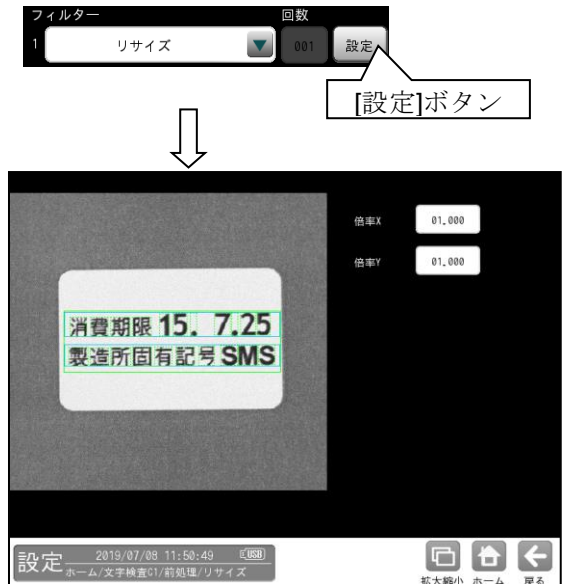 フィルター 回数
1 リサイズ 001 設定
[設定]ボタン
倍率X 01.000
倍率Y 01.000
消費期限 15. 7.25
製造所固有記号 SMS
設定 2019/07/08 11:50:49 USB
ホーム/文字検査C1/前処理/リサイズ
拡大縮小 ホーム 戻る